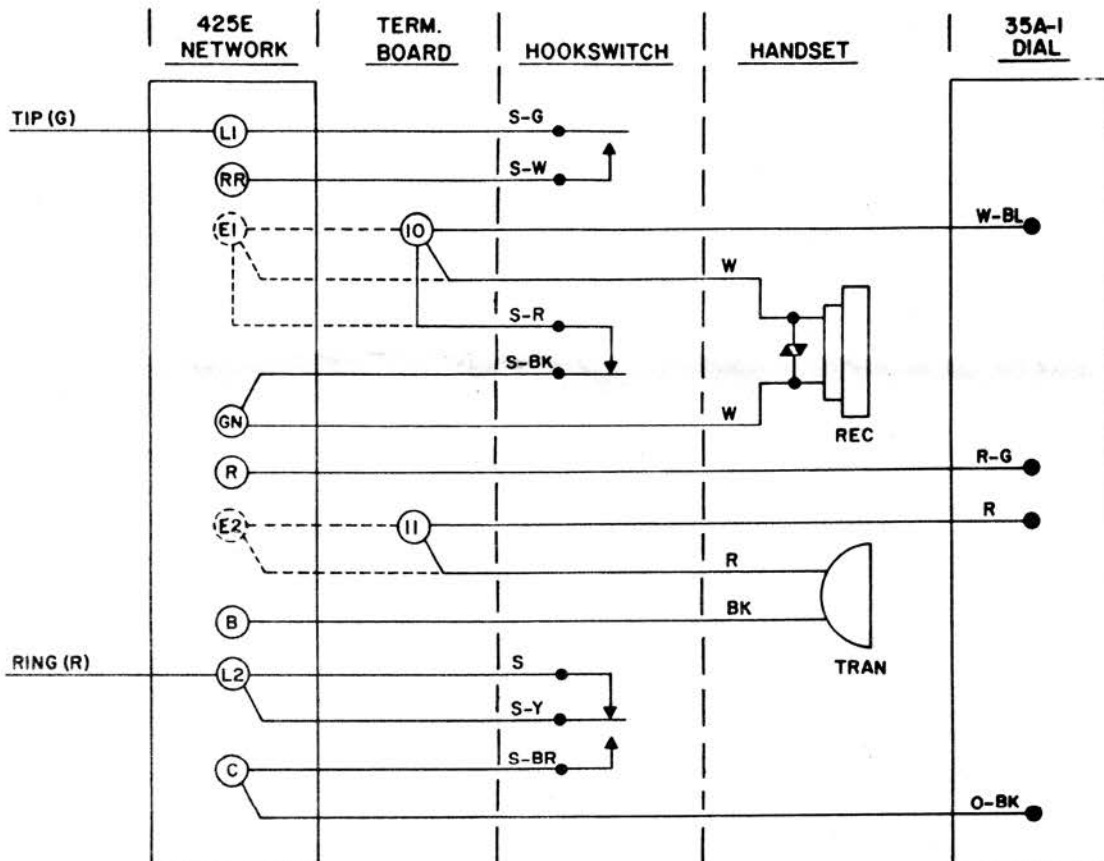 425E NETWORK
TERM. BOARD
HOOKSWITCH
HANDSET
35A-1 DIAL
TIP (G)
L1
S-G
RR
S-W
E1
10
W-BL
W
S-R
S-BK
GN
W
REC
R
R-G
E2
11
R
R
B
BK
TRAN
RING (R)
L2
S
S-Y
C
S-BR
O-BK